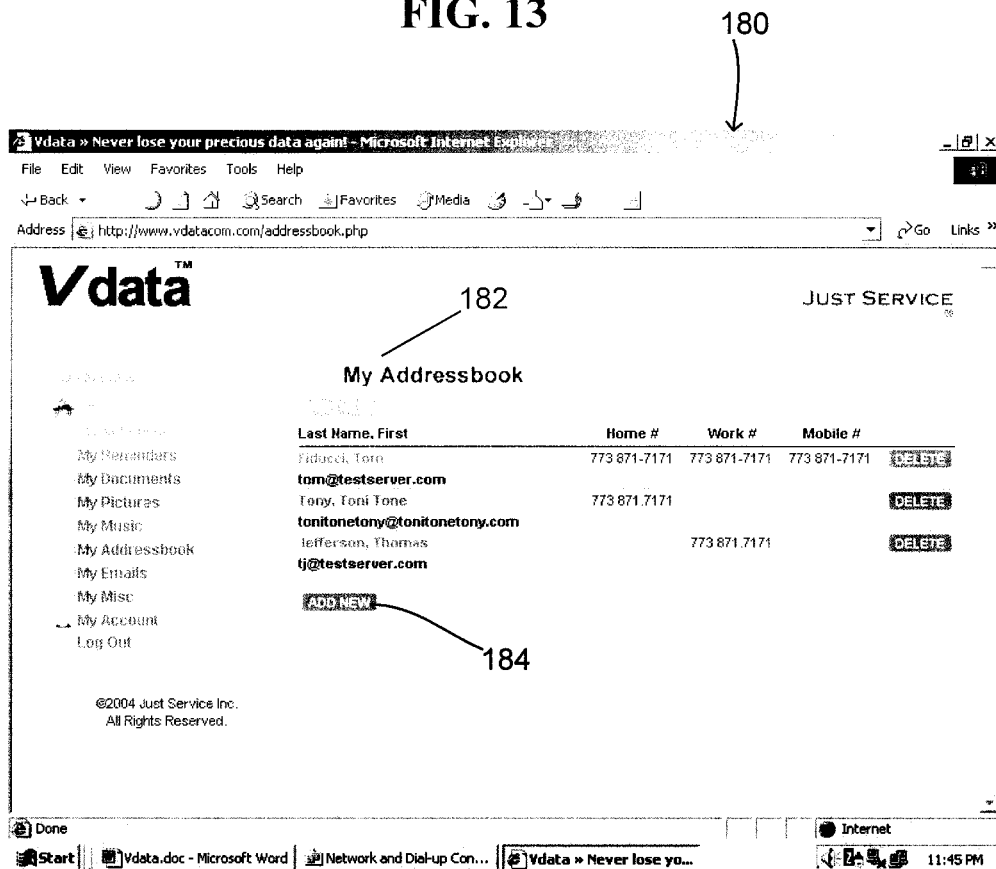 FIG. 13
180
Vdata » Never lose your precious data again! - Microsoft Internet Explorer
File Edit View Favorites Tools Help
Back Search Favorites Media
Address http://www.vdatacom.com/addressbook.php Go Links »
Vdata™
JUST SERVICE
182
My Addressbook
Last Name, First Home # Work # Mobile #
My Reminders
Fiducci, Tom 773 871-7171 773 871-7171 773 871-7171 DELETE
My Documents
tom@testserver.com
My Pictures
Tony, Toni Tone 773 871.7171 DELETE
My Music
tonitonetony@tonitonetony.com
My Addressbook
Jefferson, Thomas 773 871.7171 DELETE
tj@testserver.com
My Emails
My Misc
ADD NEW
My Account
Log Out
184
©2004 Just Service Inc.
All Rights Reserved.
Done Internet
Start Vdata.doc - Microsoft Word Network and Dial-up Con... Vdata » Never lose yo... 11:45 PM